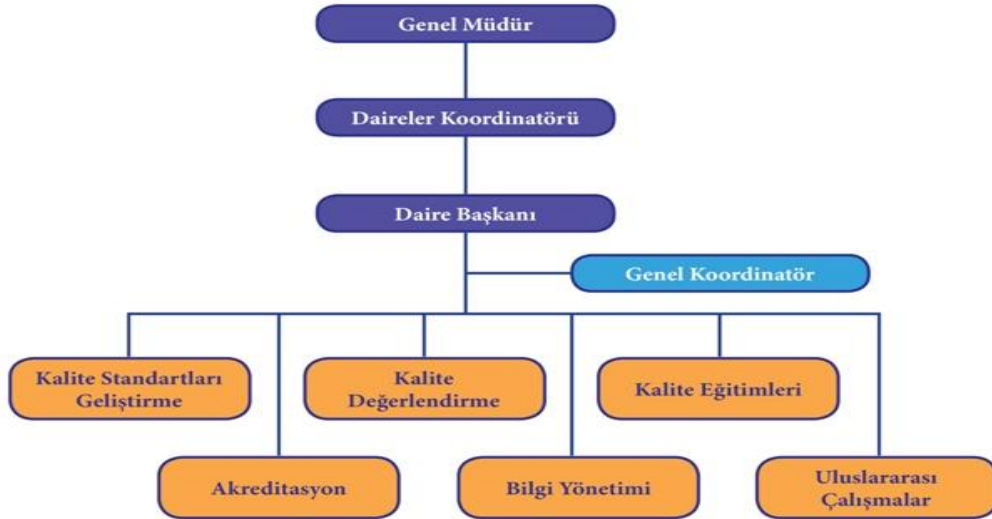 Genel Müdür
Daireler Koordinatörü
Daire Başkanı
Genel Koordinatör
Kalite Standartları
Geliştirme
Kalite
Değerlendirme
Kalite Eğitimleri
Akreditasyon
Bilgi Yönetimi
Uluslararası
Çalışmalar